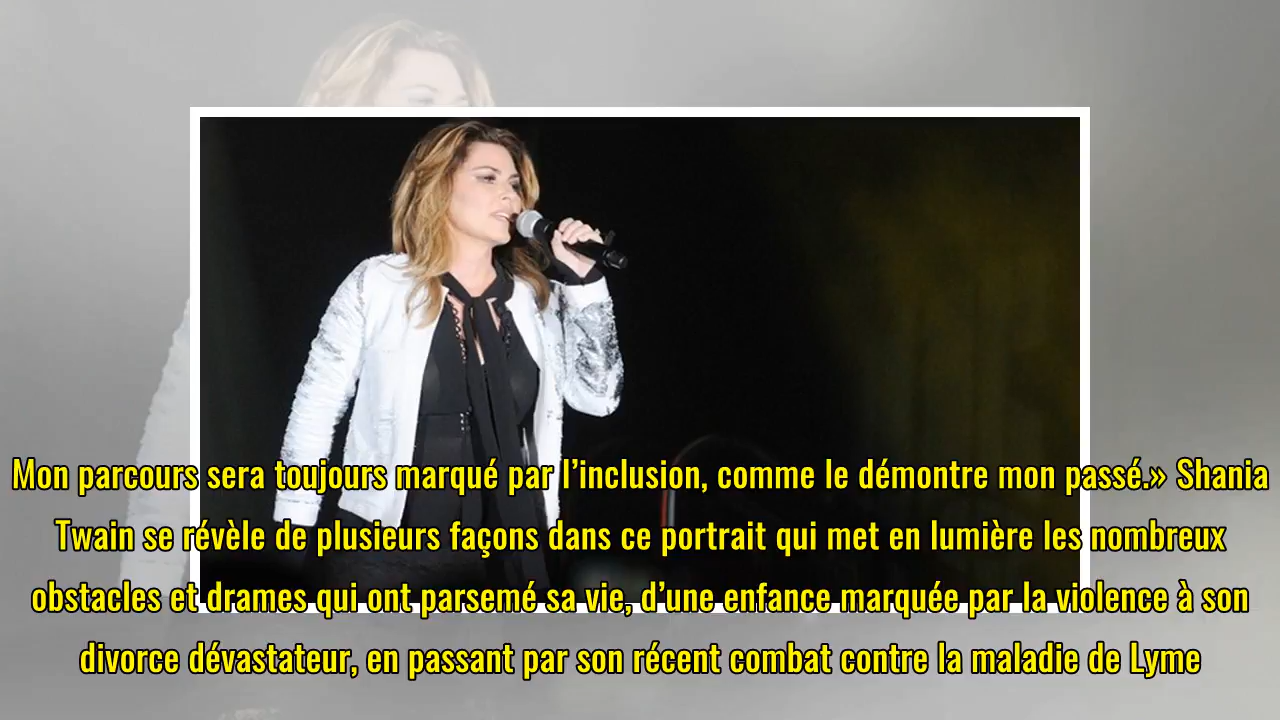 Mon parcours sera toujours marqué par l’inclusion, comme le démontre mon passé.» Shania
Twain se révèle de plusieurs façons dans ce portrait qui met en lumière les nombreux
obstacles et drames qui ont parsemé sa vie, d’une enfance marquée par la violence à son
divorce dévastateur, en passant par son récent combat contre la maladie de Lyme